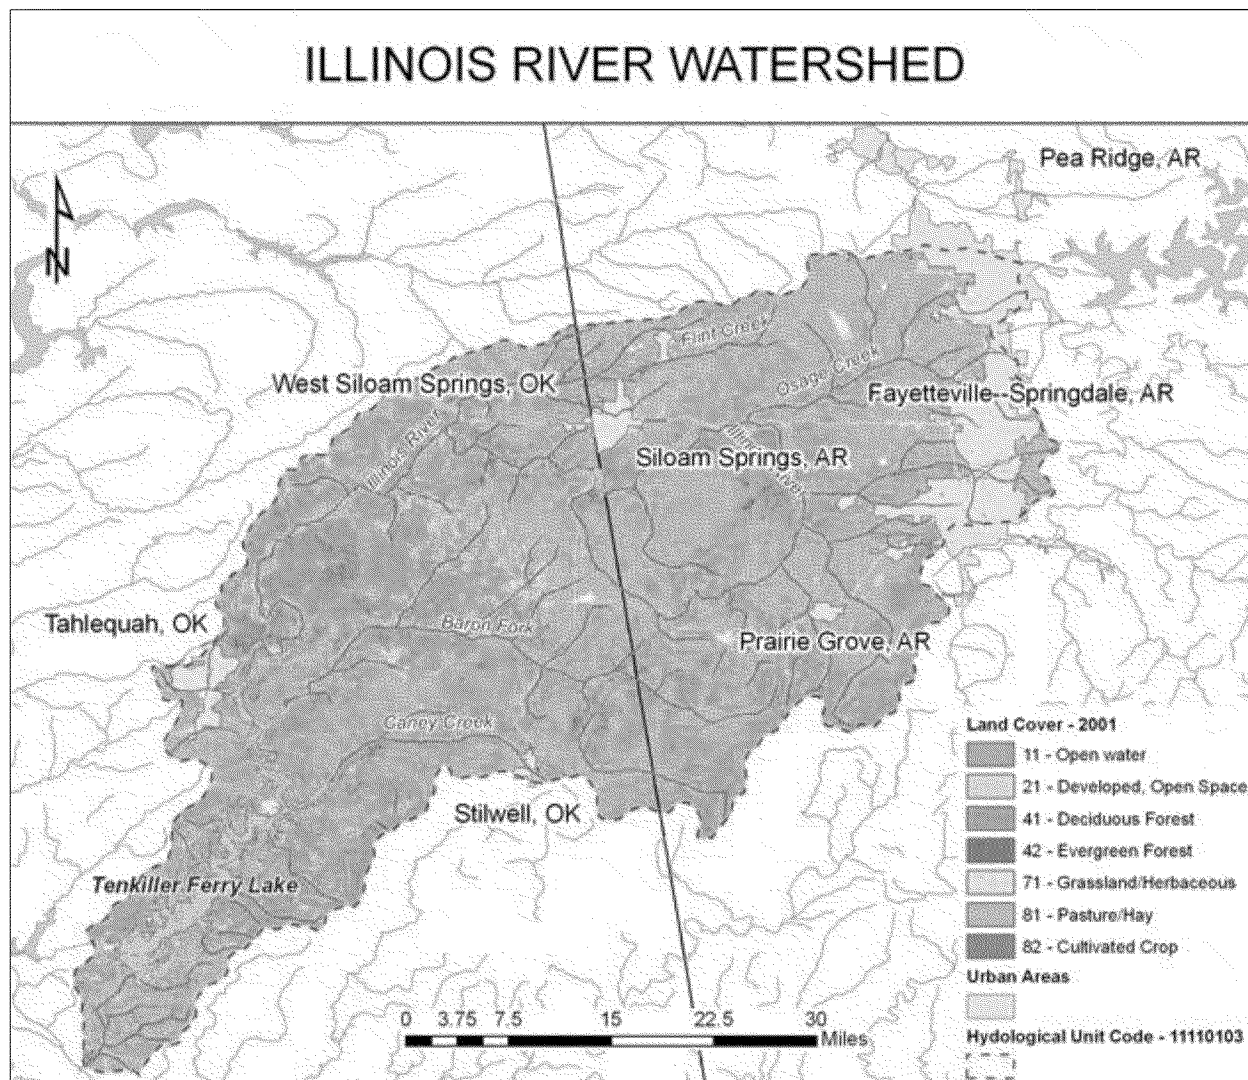 ILLINOIS RIVER WATERSHED
Pea Ridge, AR
N
Flint Creek
West Siloam Springs, OK
Osage Creek
Fayetteville--Springdale, AR
Illinois River
Illinois River
Siloam Springs, AR
Tahlequah, OK
Baron Fork
Prairie Grove, AR
Caney Creek
Stilwell, OK
Tenkiller Ferry Lake
Land Cover - 2001
11 - Open water
21 - Developed, Open Space
41 - Deciduous Forest
42 - Evergreen Forest
71 - Grassland/Herbaceous
81 - Pasture/Hay
82 - Cultivated Crop
Urban Areas
Hydological Unit Code - 11110103
0 3.75 7.5 15 22.5 30
Miles